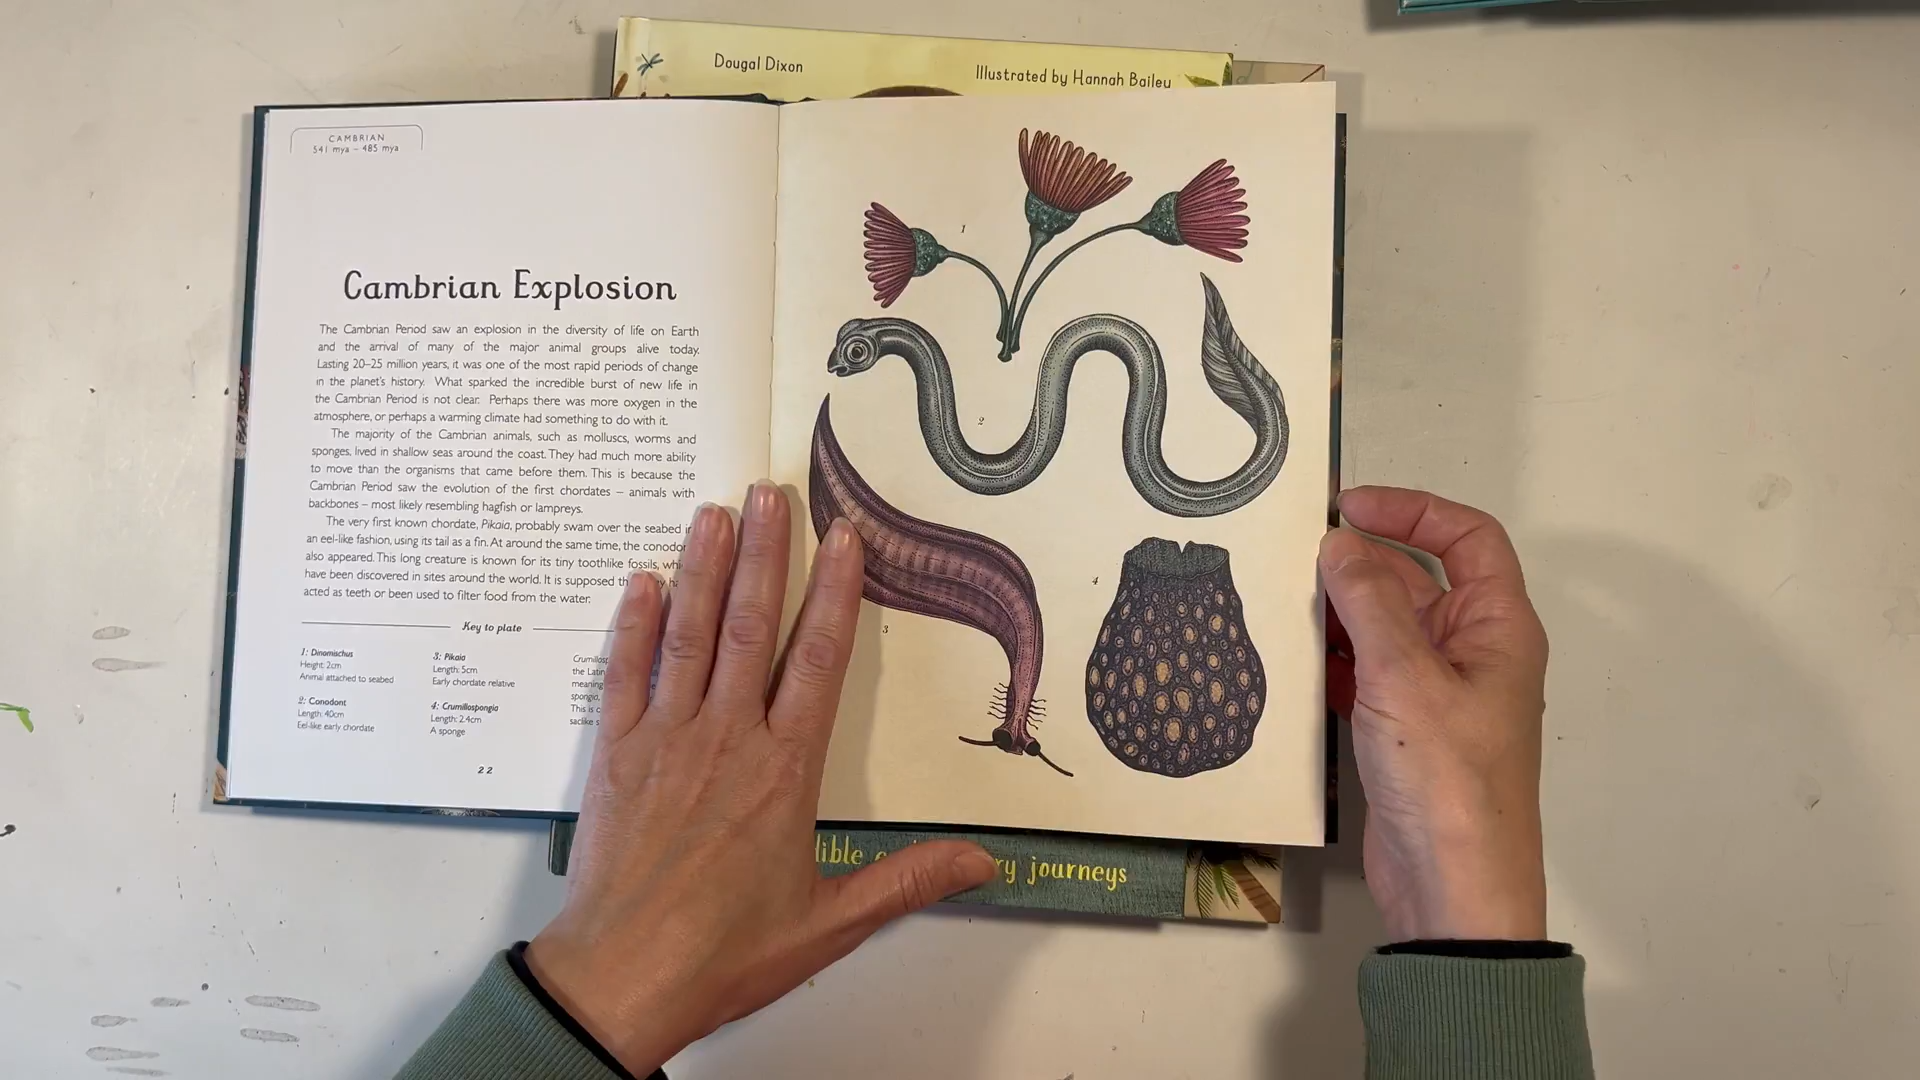 Dougal Dixon
Illustrated by Hannah Bailey
CAMBRIAN
541 mya – 485 mya
Cambrian Explosion
The Cambrian Period saw an explosion in the diversity of life on Earth
and the arrival of many of the major animal groups alive today.
Lasting 20–25 million years, it was one of the most rapid periods of change
in the planet's history. What sparked the incredible burst of new life in
the Cambrian Period is not clear. Perhaps there was more oxygen in the
atmosphere, or perhaps a warming climate had something to do with it.
The majority of the Cambrian animals, such as molluscs, worms and
sponges, lived in shallow seas around the coast. They had much more ability
to move than the organisms that came before them. This is because the
Cambrian Period saw the evolution of the first chordates – animals with
backbones – most likely resembling hagfish or lampreys.
The very first known chordate, Pikaia, probably swam over the seabed
an eel-like fashion, using its tail as a fin. At around the same time, the
also appeared. This long creature is known for its tiny toothlike fossils,
have been discovered in sites around the world. It is supposed
acted as teeth or been used to filter food from the water.
Key to plate
1: Dinomischus
Height: 2cm
Animal attached to seabed
2: Conodont
Length: 40cm
Eel-like early chordate
3: Pikaia
Length: 5cm
Early chordate relative
4: Crumillospongia
Length: 2.4cm
A sponge
the Latin
meaning
spongia,
This is
22
1
2
3
4
journeys